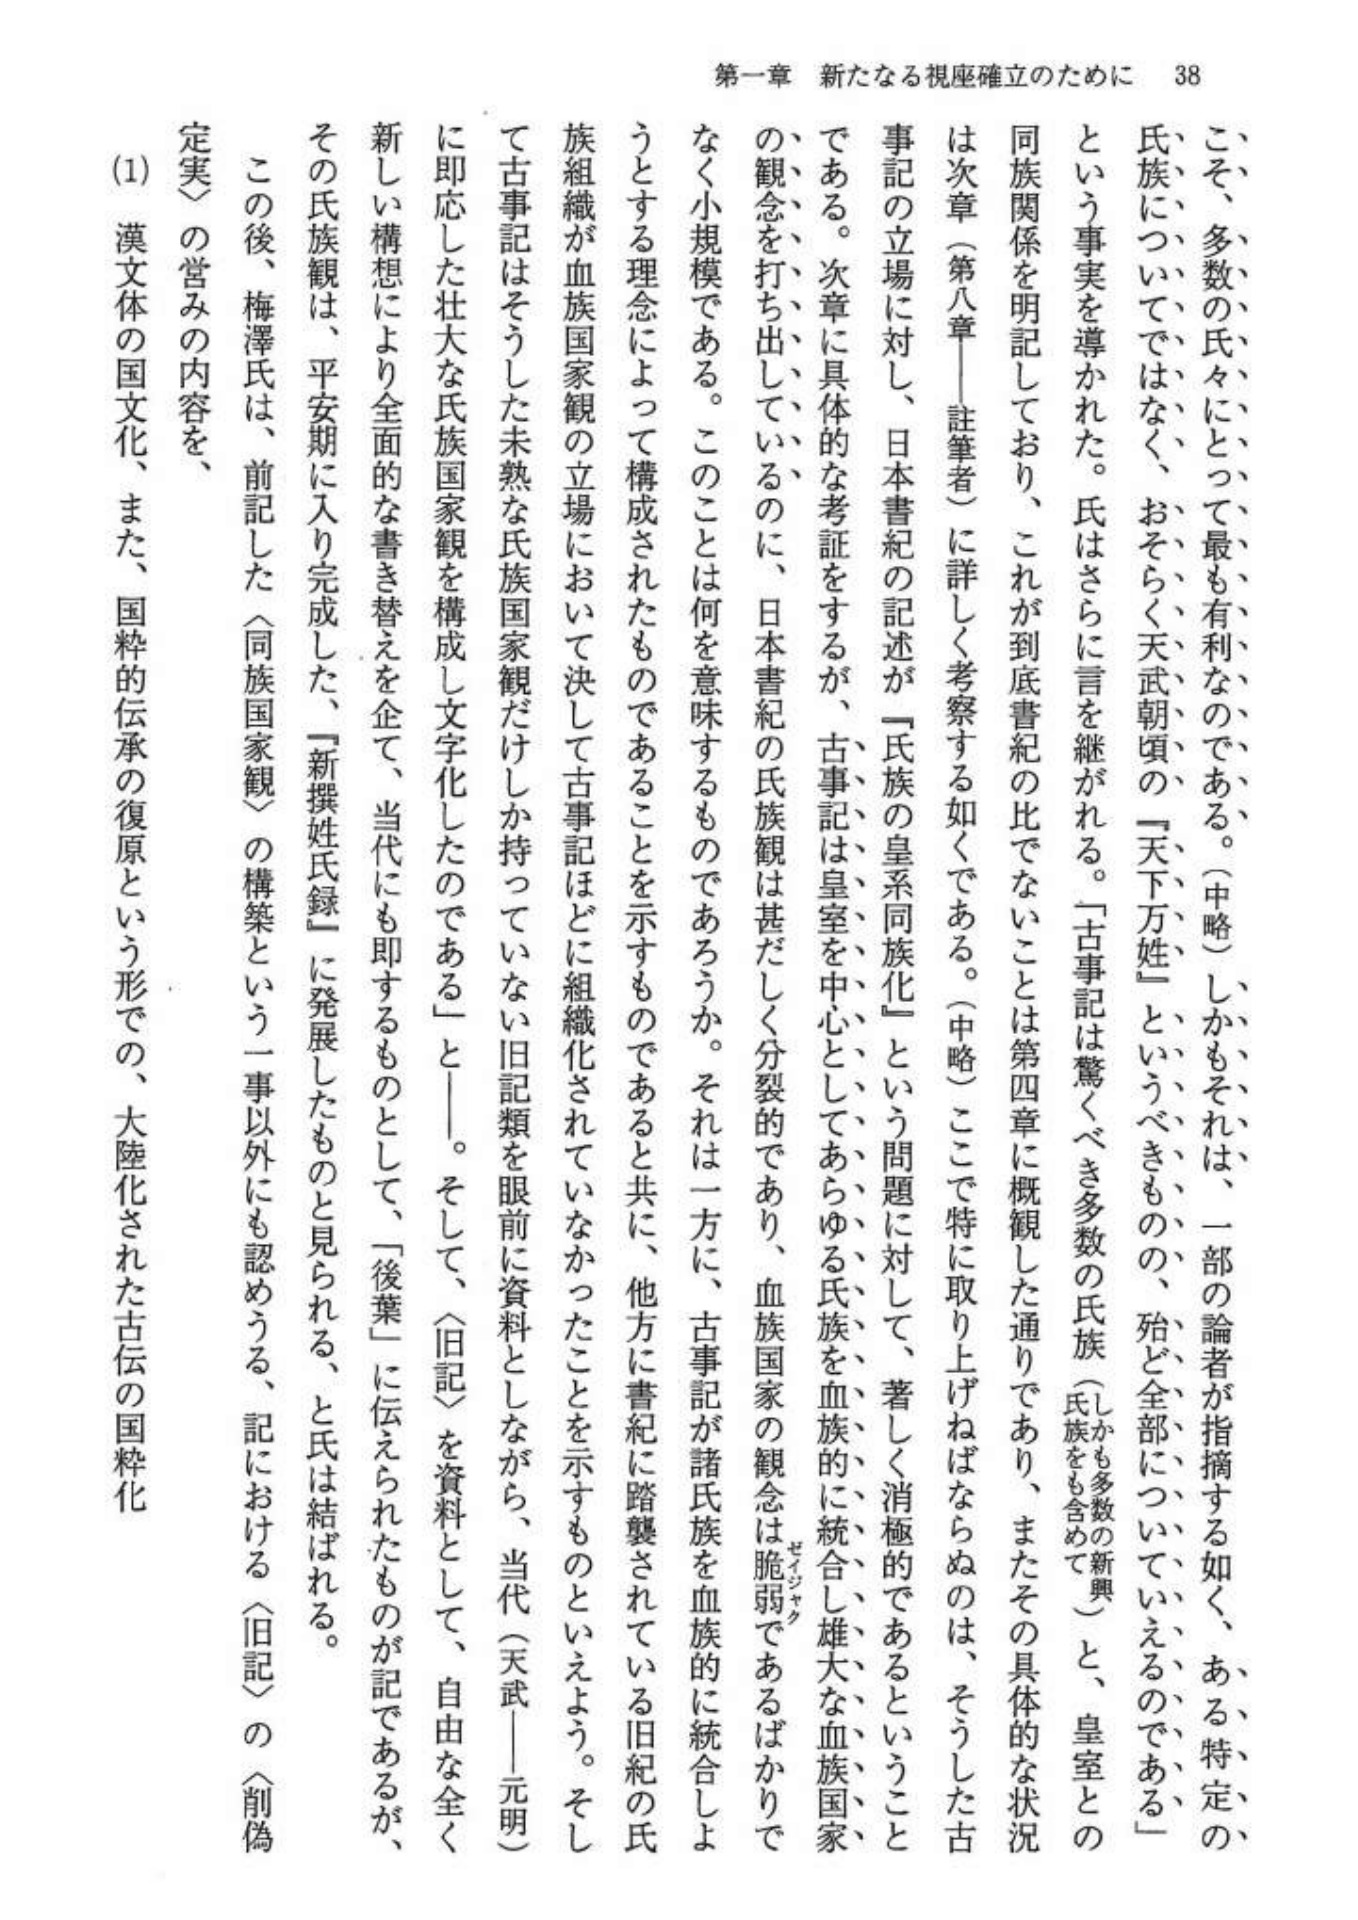 第一章　新たなる視座確立のために　38
こそ、多数の氏々にとって最も有利なのである。（中略）しかもそれは、一部の論者が指摘する如く、ある特定の
氏族についてではなく、おそらく天武朝頃の『天下万姓』というべきものの、殆ど全部についていえるのである」
という事実を導かれた。氏はさらに言を継がれる。「古事記は驚くべき多数の氏族（しかも多数の新興氏族をも含めて）と、皇室との
同族関係を明記しており、これが到底書紀の比でないことは第四章に概観した通りであり、またその具体的な状況
は次章（第八章――註筆者）に詳しく考察する如くである。（中略）ここで特に取り上げねばならぬのは、そうした古
事記の立場に対し、日本書紀の記述が『氏族の皇系同族化』という問題に対して、著しく消極的であるということ
である。次章に具体的な考証をするが、古事記は皇室を中心としてあらゆる氏族を血族的に統合し雄大な血族国家
の観念を打ち出しているのに、日本書紀の氏族観は甚だしく分裂的であり、血族国家の観念は脆弱ゼイジャクであるばかりで
なく小規模である。このことは何を意味するものであろうか。それは一方に、古事記が諸氏族を血族的に統合しよ
うとする理念によって構成されたものであることを示すものであると共に、他方に書紀に踏襲されている旧紀の氏
族組織が血族国家観の立場において決して古事記ほどに組織化されていなかったことを示すものといえよう。そし
て古事記はそうした未熟な氏族国家観だけしか持っていない旧記類を眼前に資料としながら、当代（天武――元明）
に即応した壮大な氏族国家観を構成し文字化したのである」と――。そして、〈旧記〉を資料として、自由な全く
新しい構想により全面的な書き替えを企て、当代にも即するものとして、「後葉」に伝えられたものが記であるが、
その氏族観は、平安期に入り完成した、『新撰姓氏録』に発展したものと見られる、と氏は結ばれる。
この後、梅澤氏は、前記した〈同族国家観〉の構築という一事以外にも認めうる、記における〈旧記〉の〈削偽
定実〉の営みの内容を、
(1)　漢文体の国文化、また、国粋的伝承の復原という形での、大陸化された古伝の国粋化